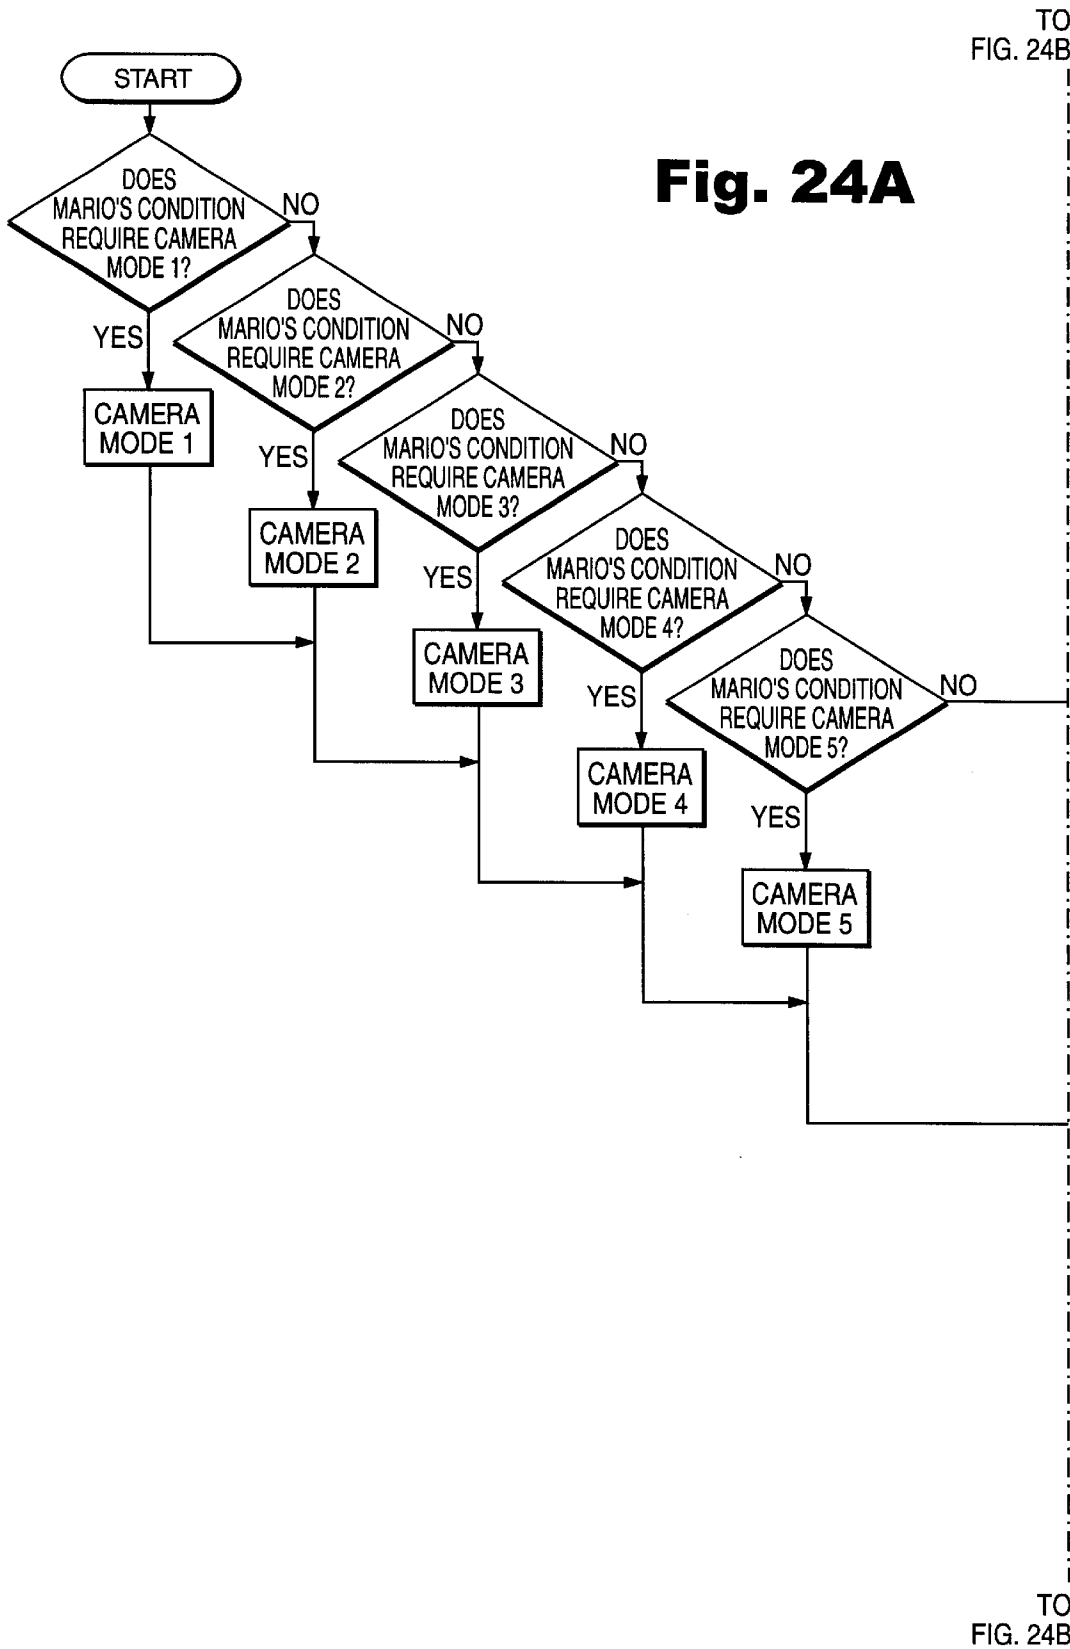 TO
FIG. 24B
START
Fig. 24A
DOES
MARIO'S CONDITION
REQUIRE CAMERA
MODE 1?
NO
YES
CAMERA
MODE 1
DOES
MARIO'S CONDITION
REQUIRE CAMERA
MODE 2?
NO
YES
CAMERA
MODE 2
DOES
MARIO'S CONDITION
REQUIRE CAMERA
MODE 3?
NO
YES
CAMERA
MODE 3
DOES
MARIO'S CONDITION
REQUIRE CAMERA
MODE 4?
NO
YES
CAMERA
MODE 4
DOES
MARIO'S CONDITION
REQUIRE CAMERA
MODE 5?
NO
YES
CAMERA
MODE 5
TO
FIG. 24B